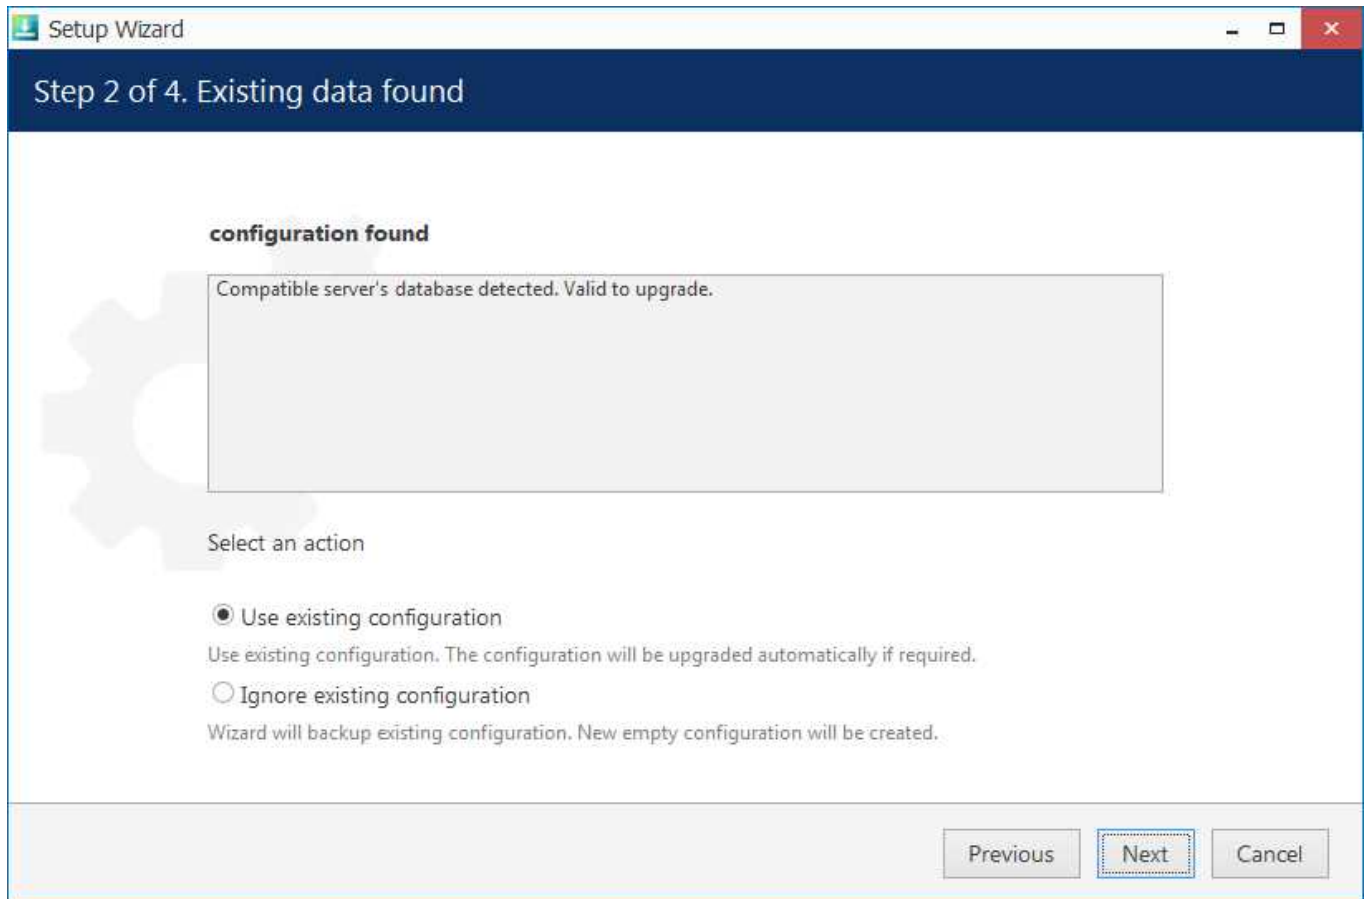 Setup Wizard
Step 2 of 4. Existing data found
configuration found
Compatible server's database detected. Valid to upgrade.
Select an action
Use existing configuration
Use existing configuration. The configuration will be upgraded automatically if required.
Ignore existing configuration
Wizard will backup existing configuration. New empty configuration will be created.
Previous Next Cancel